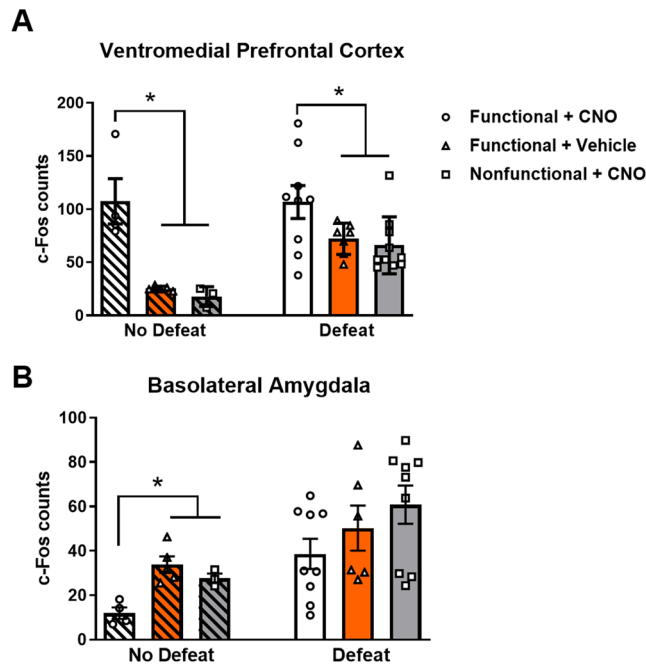 A
Ventromedial Prefrontal Cortex
200
150
100
50
0
c-Fos counts
*
*
No Defeat
Defeat
Functional + CNO
Functional + Vehicle
Nonfunctional + CNO
B
Basolateral Amygdala
100
80
60
40
20
0
c-Fos counts
*
No Defeat
Defeat